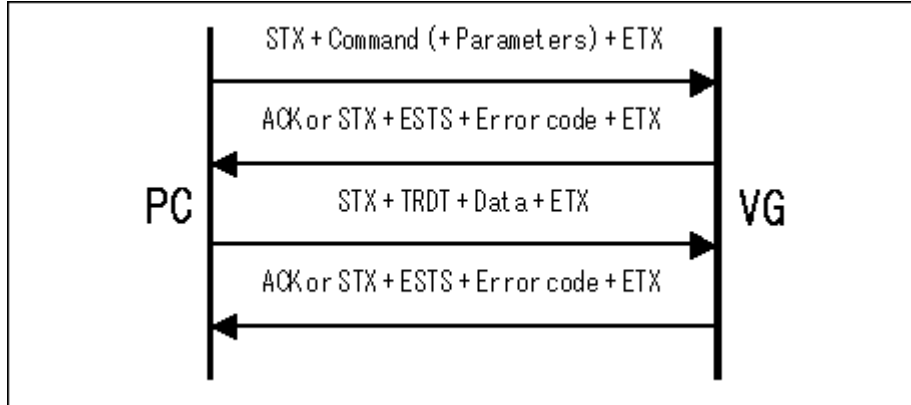 STX + Command (+ Parameters) + ETX
ACK or STX + ESTS + Error code + ETX
PC
STX + TRDT + Data + ETX
VG
ACK or STX + ESTS + Error code + ETX